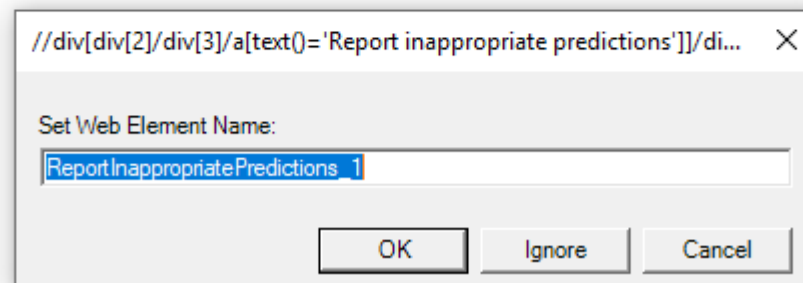 //div[div[2]/div[3]/a[text()='Report inappropriate predictions']]/di...
Set Web Element Name:
ReportInappropriatePredictions_1
OK Ignore Cancel